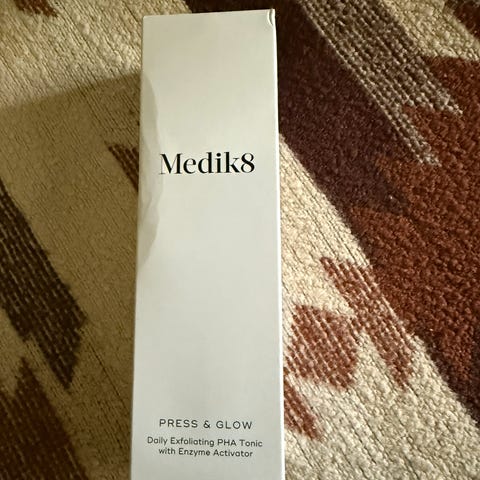 Medik8
PRESS & GLOW
Daily Exfoliating PHA Tonic
with Enzyme Activator